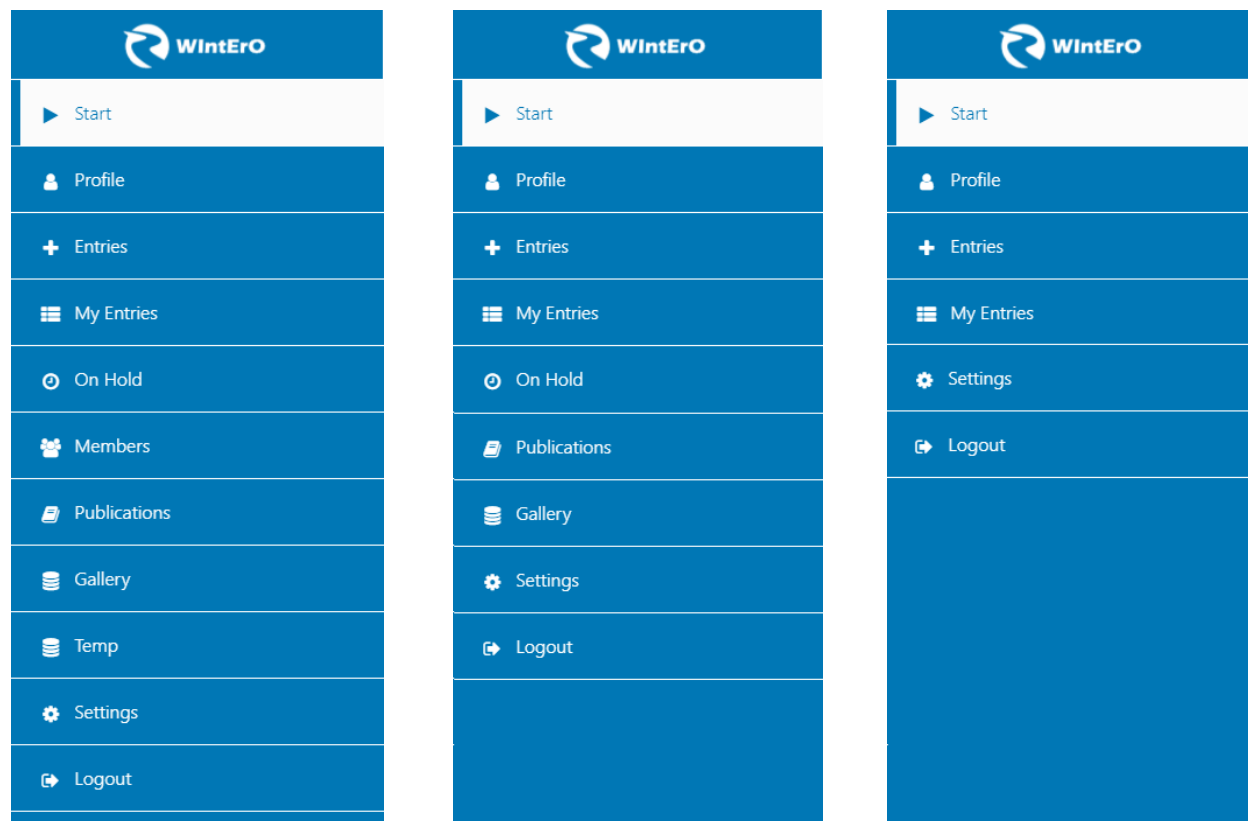 WIntErO
Start
Profile
Entries
My Entries
On Hold
Members
Publications
Gallery
Temp
Settings
Logout
WIntErO
Start
Profile
Entries
My Entries
On Hold
Publications
Gallery
Settings
Logout
WIntErO
Start
Profile
Entries
My Entries
Settings
Logout